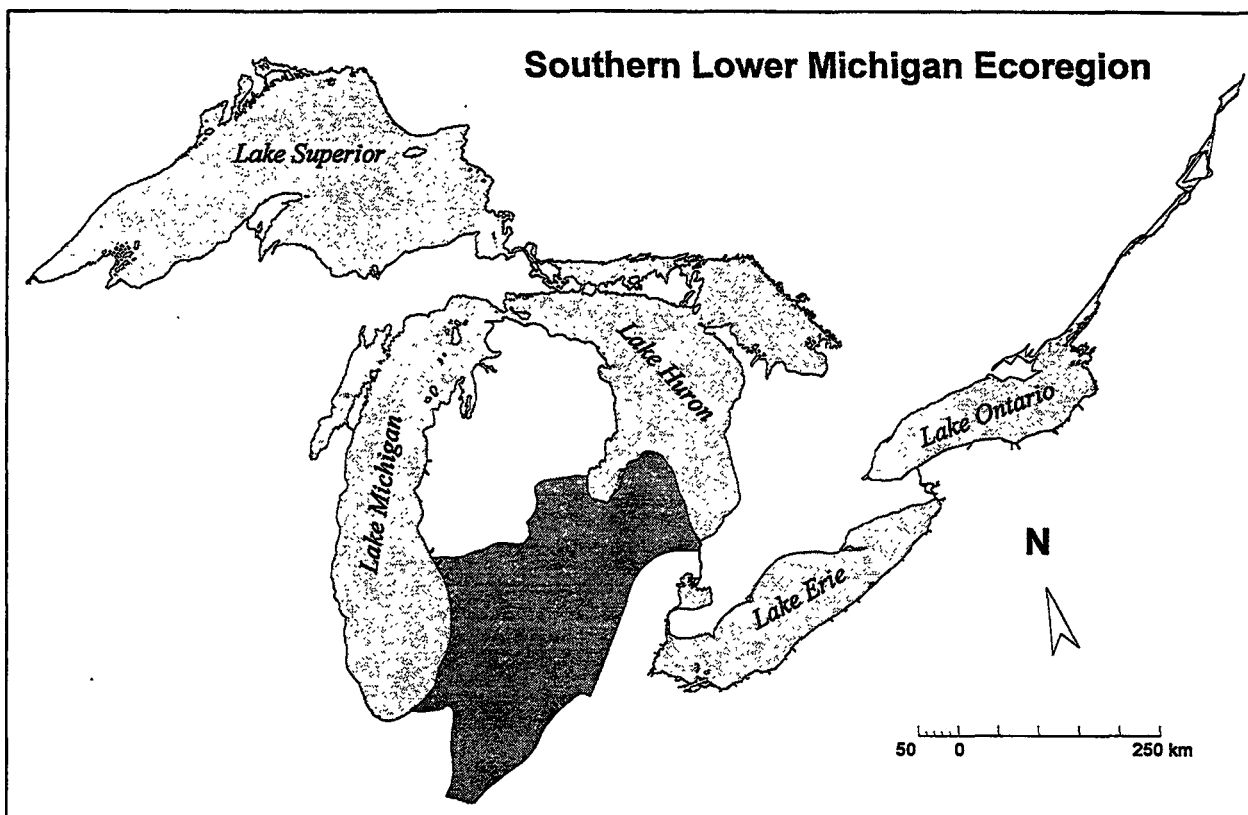 Southern Lower Michigan Ecoregion
Lake Superior
Lake Huron
Lake Michigan
Lake Ontario
Lake Erie
N
50 0 250 km